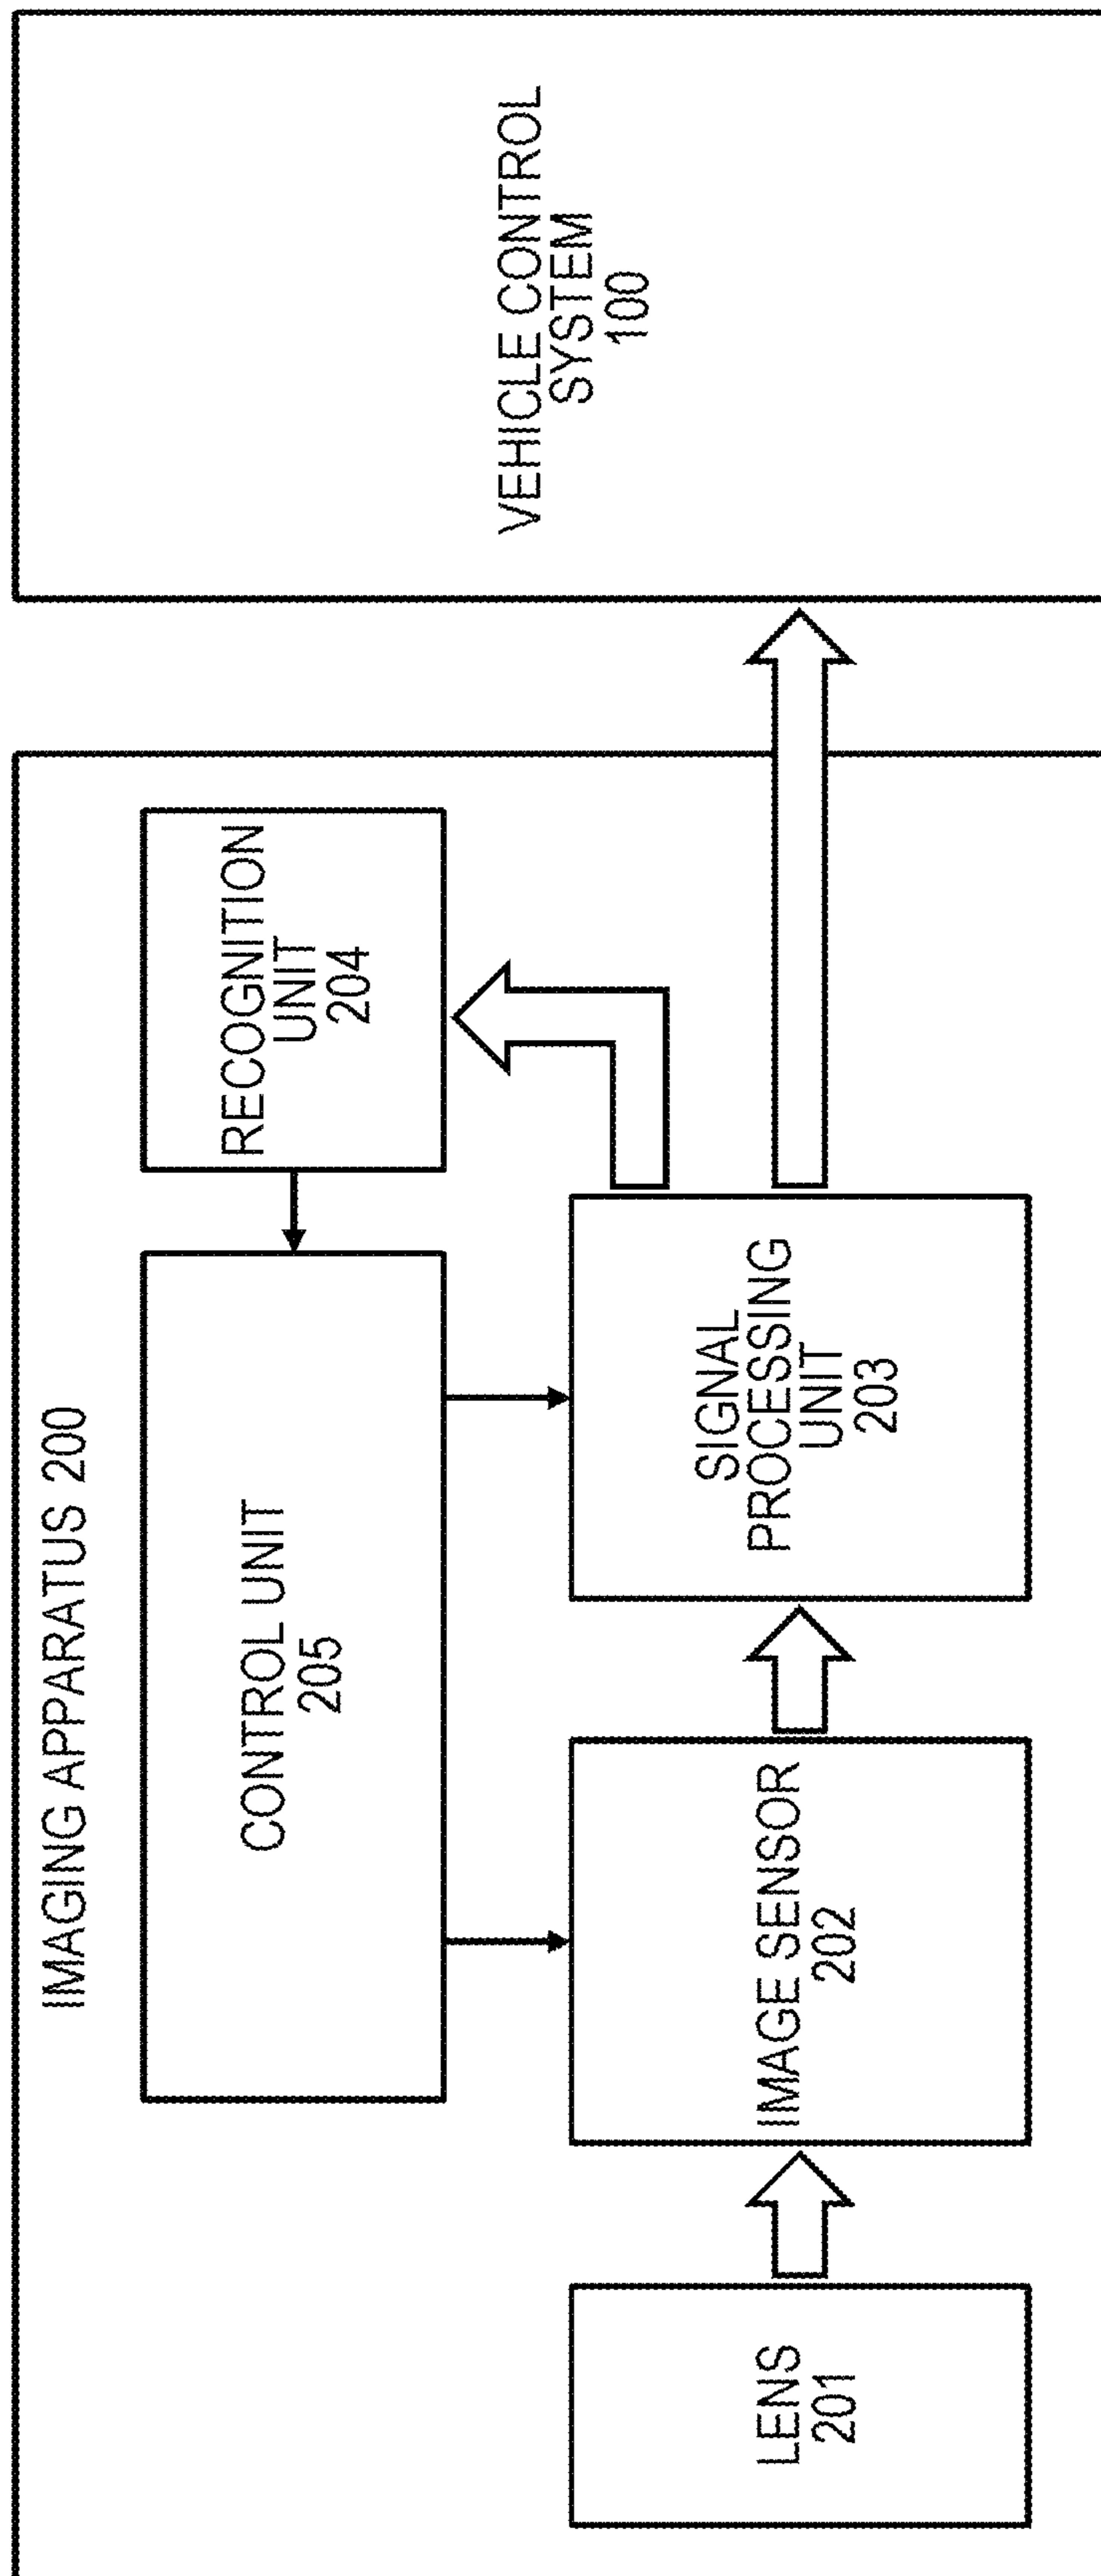 IMAGING APPARATUS 200
CONTROL UNIT
205
RECOGNITION
UNIT
204
LENS
201
IMAGE SENSOR
202
SIGNAL
PROCESSING
UNIT
203
VEHICLE CONTROL
SYSTEM
100